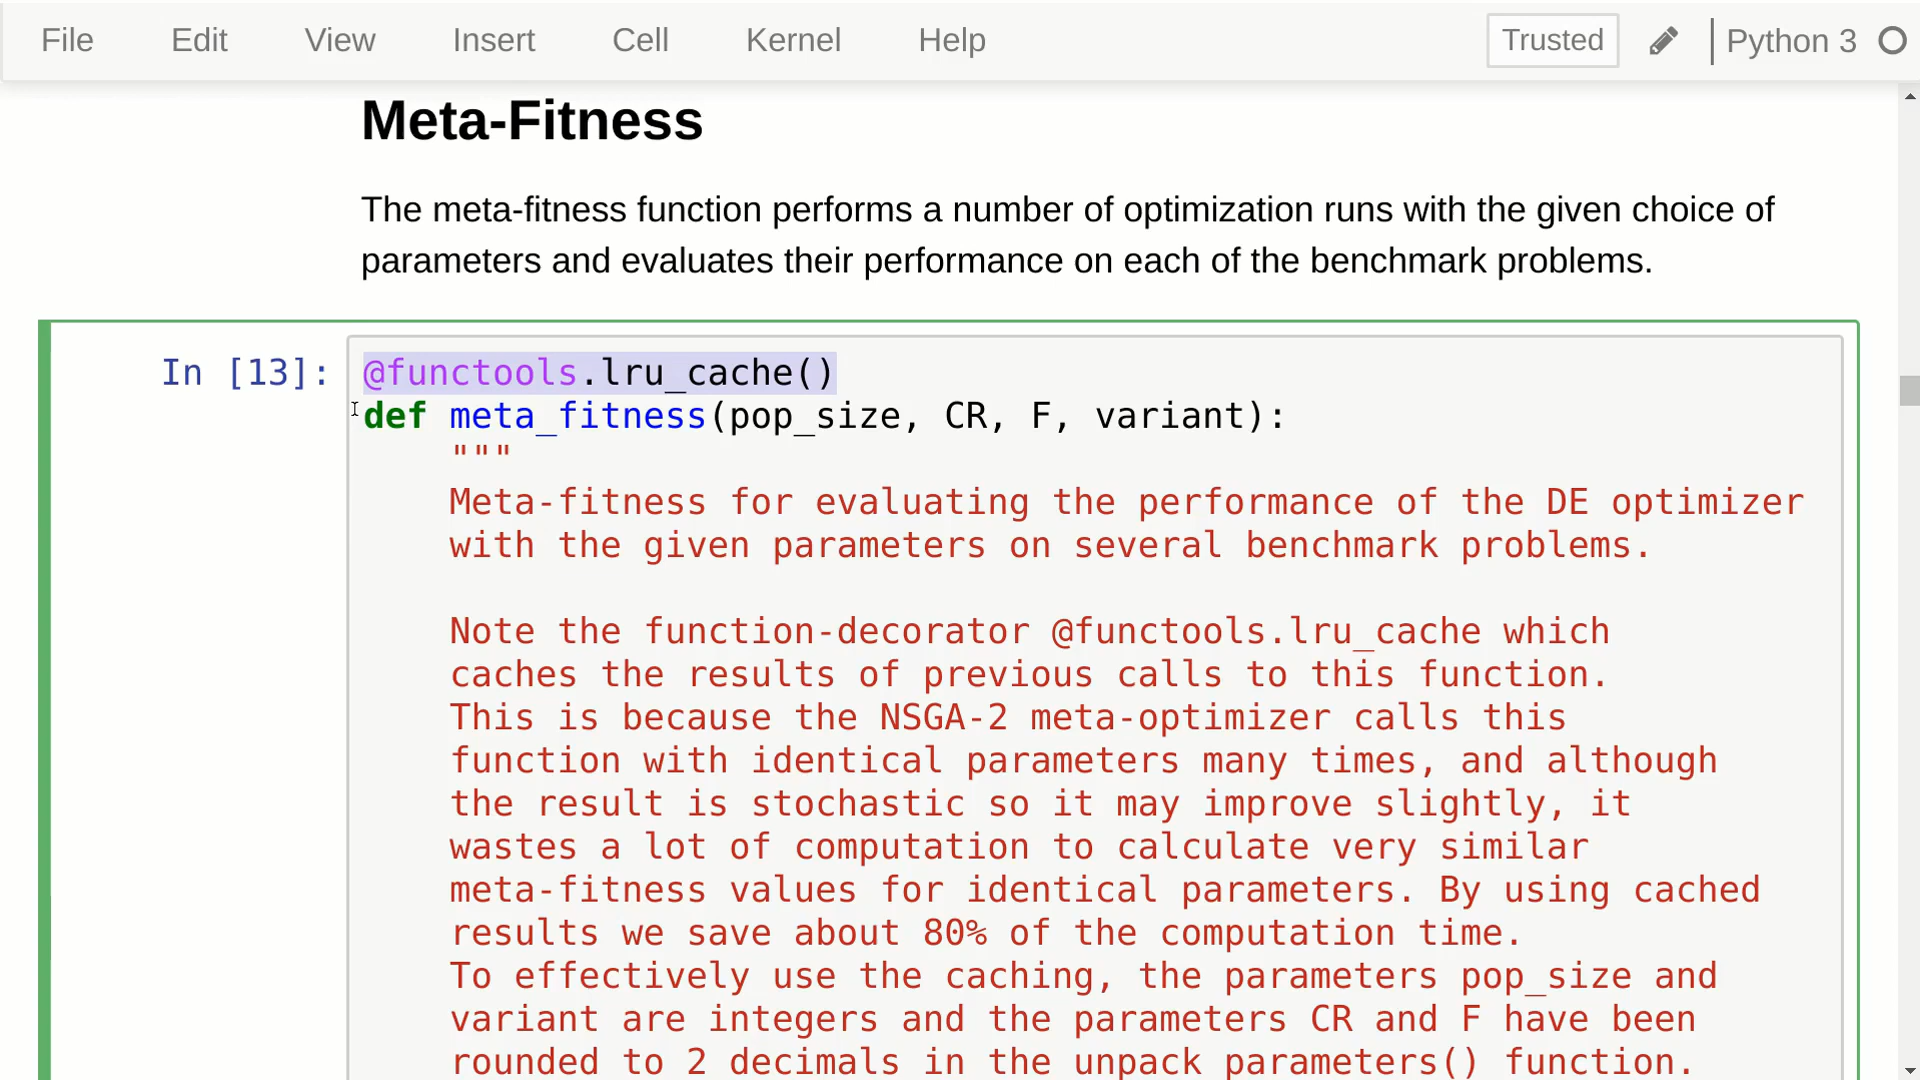 File Edit View Insert Cell Kernel Help Trusted Python 3
Meta-Fitness
The meta-fitness function performs a number of optimization runs with the given choice of
parameters and evaluates their performance on each of the benchmark problems.
In [13]: @functools.lru_cache()
def meta_fitness(pop_size, CR, F, variant):
"""
Meta-fitness for evaluating the performance of the DE optimizer
with the given parameters on several benchmark problems.
Note the function-decorator @functools.lru_cache which
caches the results of previous calls to this function.
This is because the NSGA-2 meta-optimizer calls this
function with identical parameters many times, and although
the result is stochastic so it may improve slightly, it
wastes a lot of computation to calculate very similar
meta-fitness values for identical parameters. By using cached
results we save about 80% of the computation time.
To effectively use the caching, the parameters pop_size and
variant are integers and the parameters CR and F have been
rounded to 2 decimals in the unpack_parameters() function.